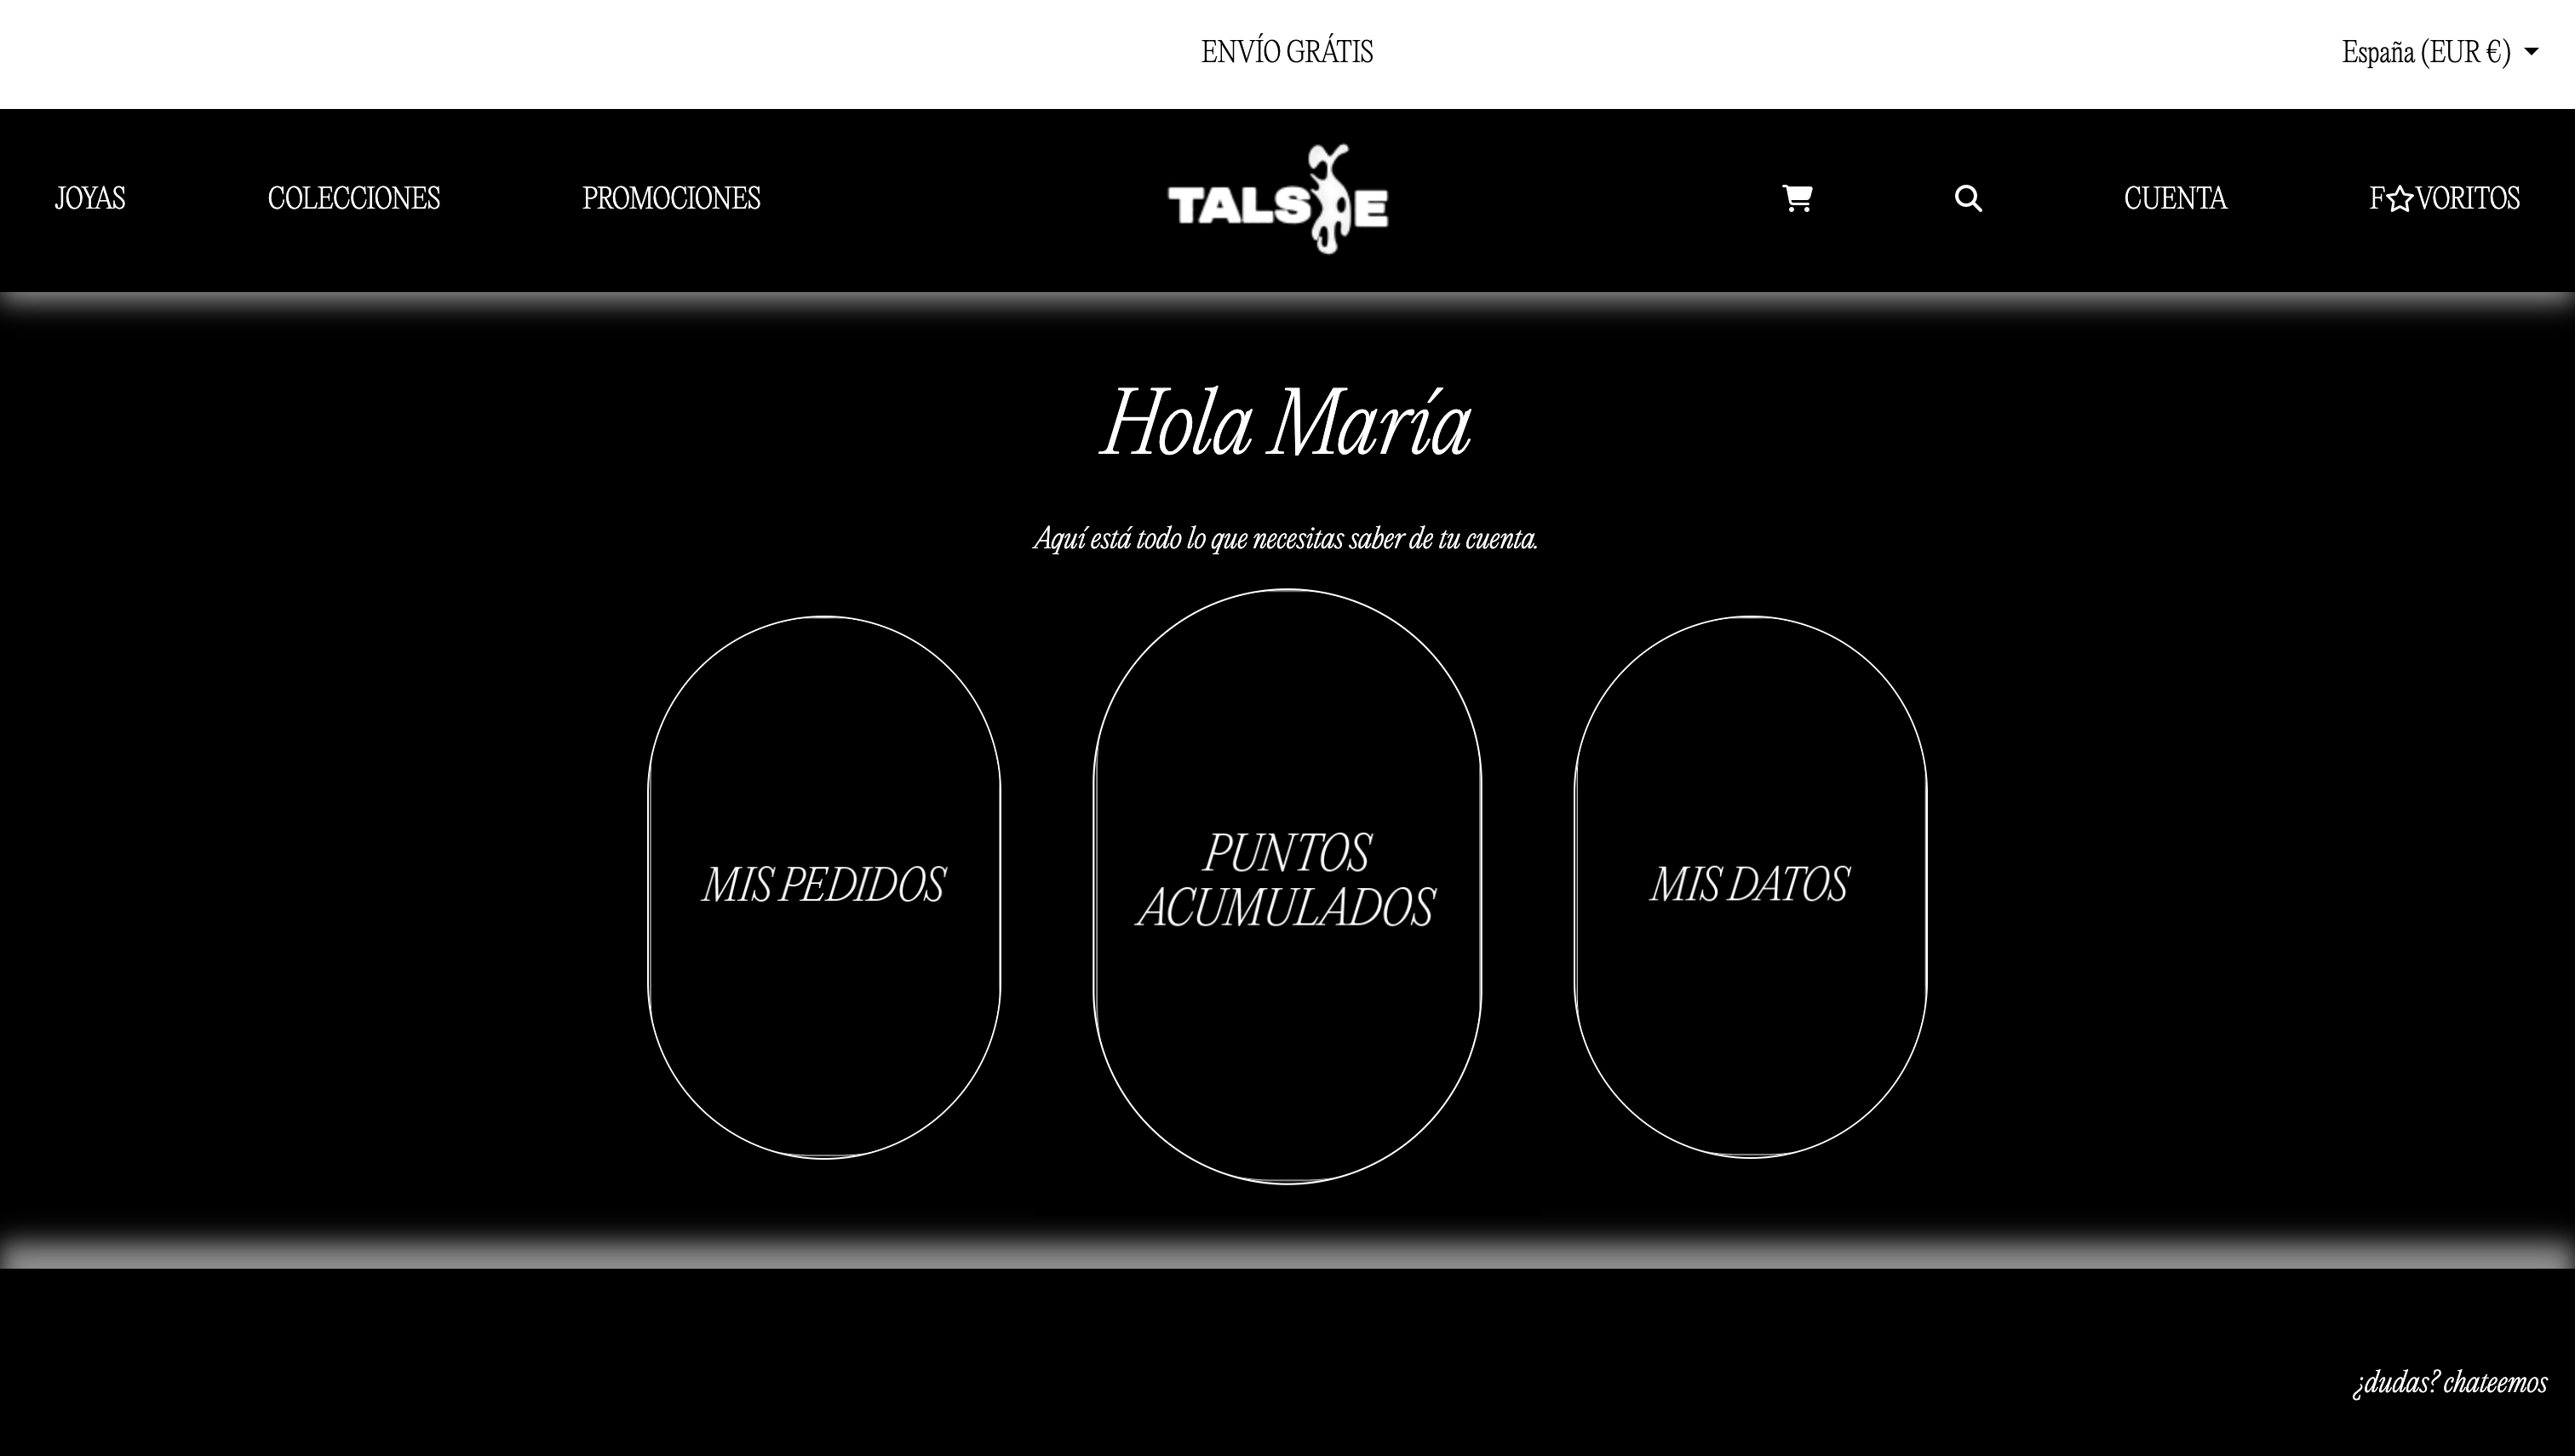 ENVÍO GRÁTIS
España (EUR €)
JOYAS COLECCIONES PROMOCIONES
TALS E
CUENTA F☆VORITOS
Hola María
Aquí está todo lo que necesitas saber de tu cuenta.
MIS PEDIDOS
PUNTOS
ACUMULADOS
MIS DATOS
¿dudas? chateemos